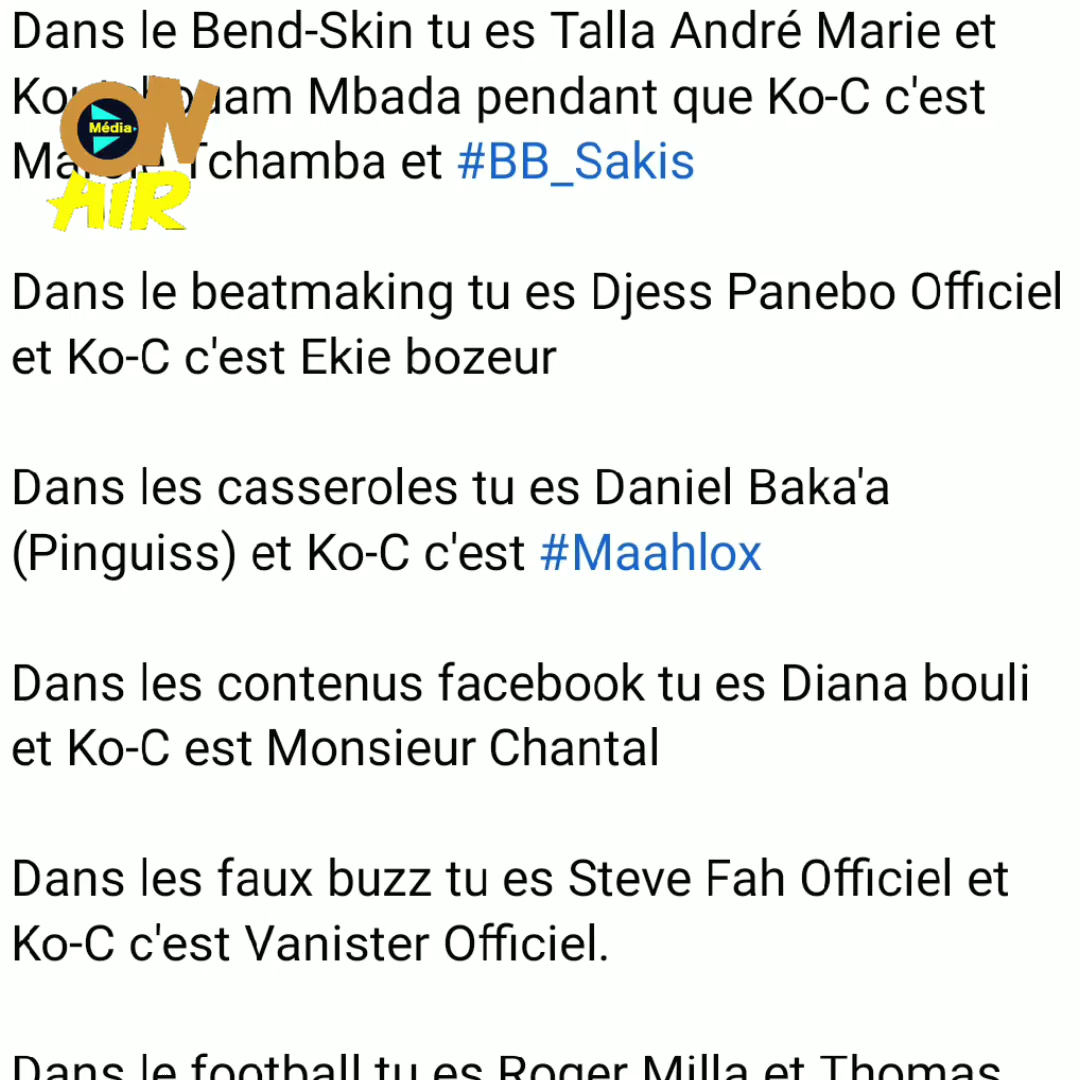 Dans le Bend-Skin tu es Talla André Marie et
Mbada pendant que Ko-C c'est
Tchamba et #BB_Sakis
ON
Média
AIR
Dans le beatmaking tu es Djess Panebo Officiel
et Ko-C c'est Ekie bozeur
Dans les casseroles tu es Daniel Baka'a
(Pinguiss) et Ko-C c'est #Maahlox
Dans les contenus facebook tu es Diana bouli
et Ko-C est Monsieur Chantal
Dans les faux buzz tu es Steve Fah Officiel et
Ko-C c'est Vanister Officiel.
Dans le football tu es Roger Milla et Thomas